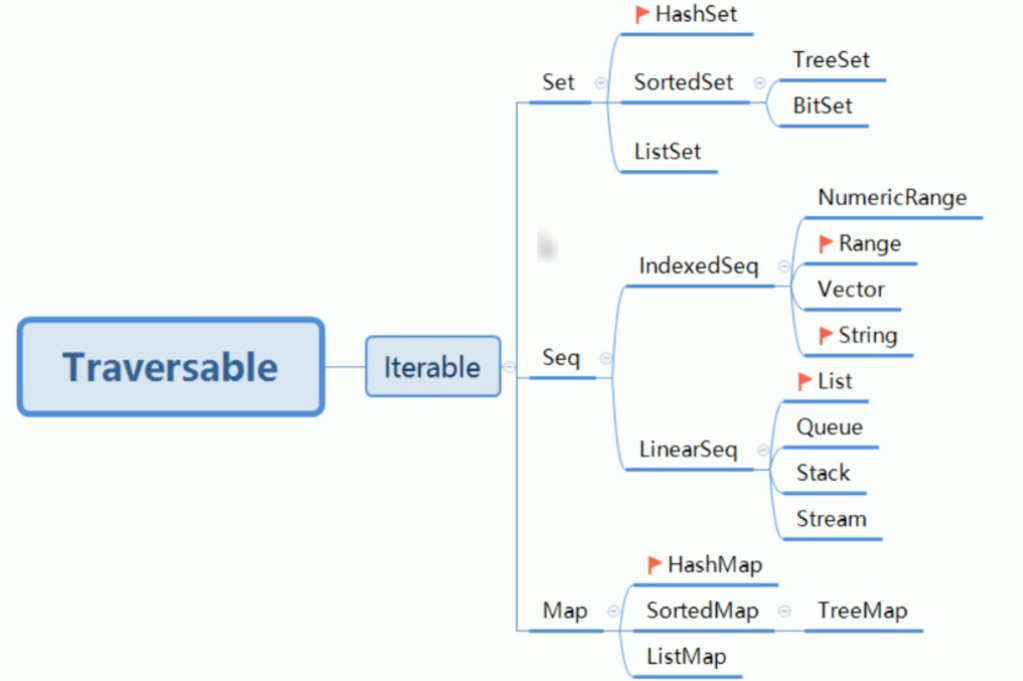 Traversable
Iterable
Set
HashSet
SortedSet
TreeSet
BitSet
ListSet
Seq
IndexedSeq
NumericRange
Range
Vector
String
LinearSeq
List
Queue
Stack
Stream
Map
HashMap
SortedMap
TreeMap
ListMap